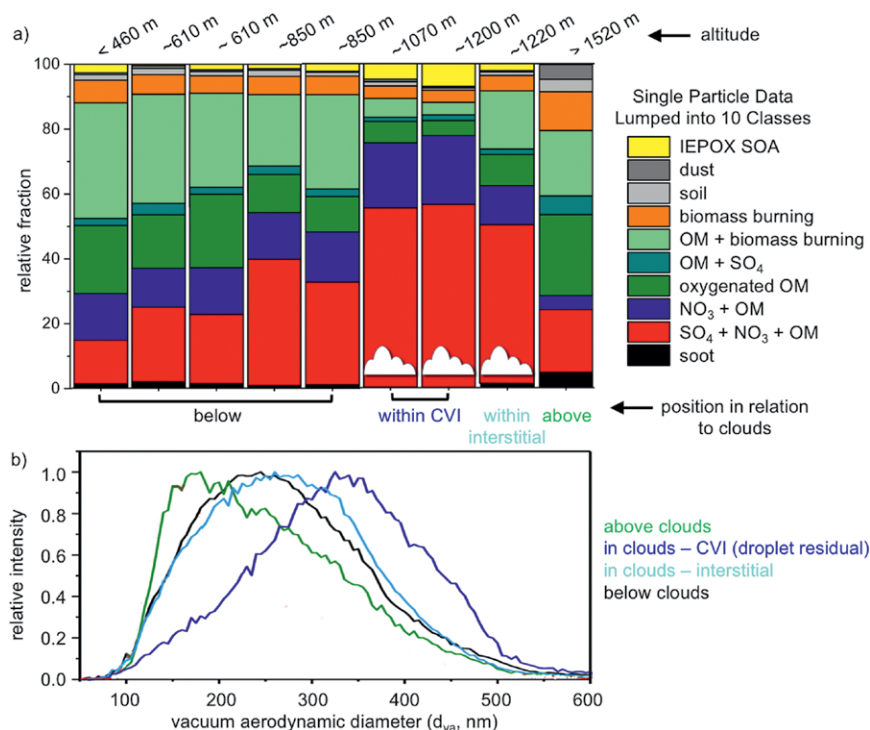 a)
< 460 m
~610 m
~ 610 m
~850 m
~850 m
~1070 m
~1200 m
~1220 m
> 1520 m
altitude
100
80
60
40
20
0
relative fraction
Single Particle Data
Lumped into 10 Classes
IEPOX SOA
dust
soil
biomass burning
OM + biomass burning
OM + SO₄
oxygenated OM
NO₃ + OM
SO₄ + NO₃ + OM
soot
below
within CVI
within
interstitial
above
position in relation
to clouds
b)
1.0
0.8
0.6
0.4
0.2
0.0
relative intensity
100
200
300
400
500
600
vacuum aerodynamic diameter (dva, nm)
above clouds
in clouds – CVI (droplet residual)
in clouds – interstitial
below clouds